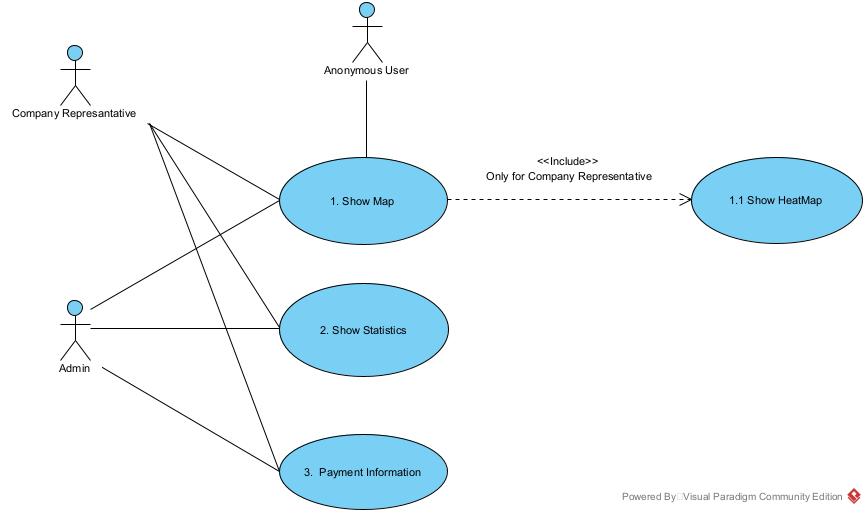 Anonymous User
Company Represantative
<<Include>>
Only for Company Representative
1. Show Map
1.1 Show HeatMap
2. Show Statistics
Admin
3. Payment Information
Powered By Visual Paradigm Community Edition